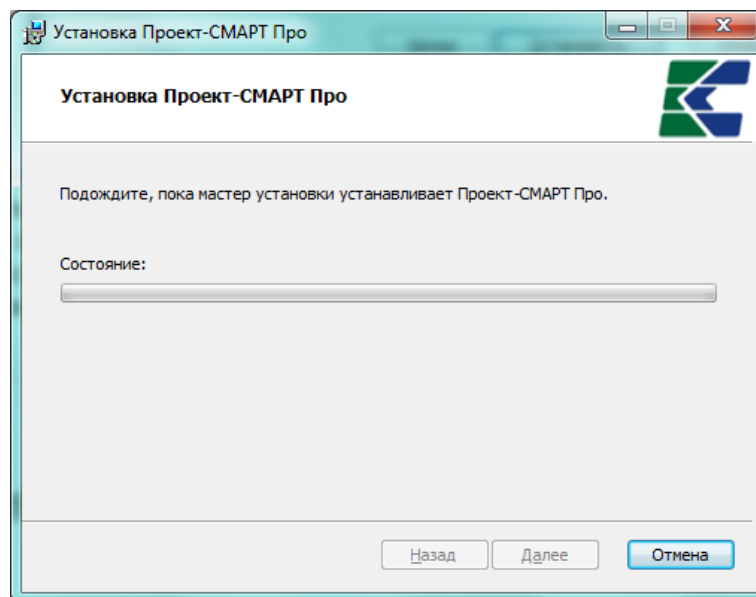 Установка Проект-СМАРТ Про
Установка Проект-СМАРТ Про
Подождите, пока мастер установки устанавливает Проект-СМАРТ Про.
Состояние:
Назад
Далее
Отмена